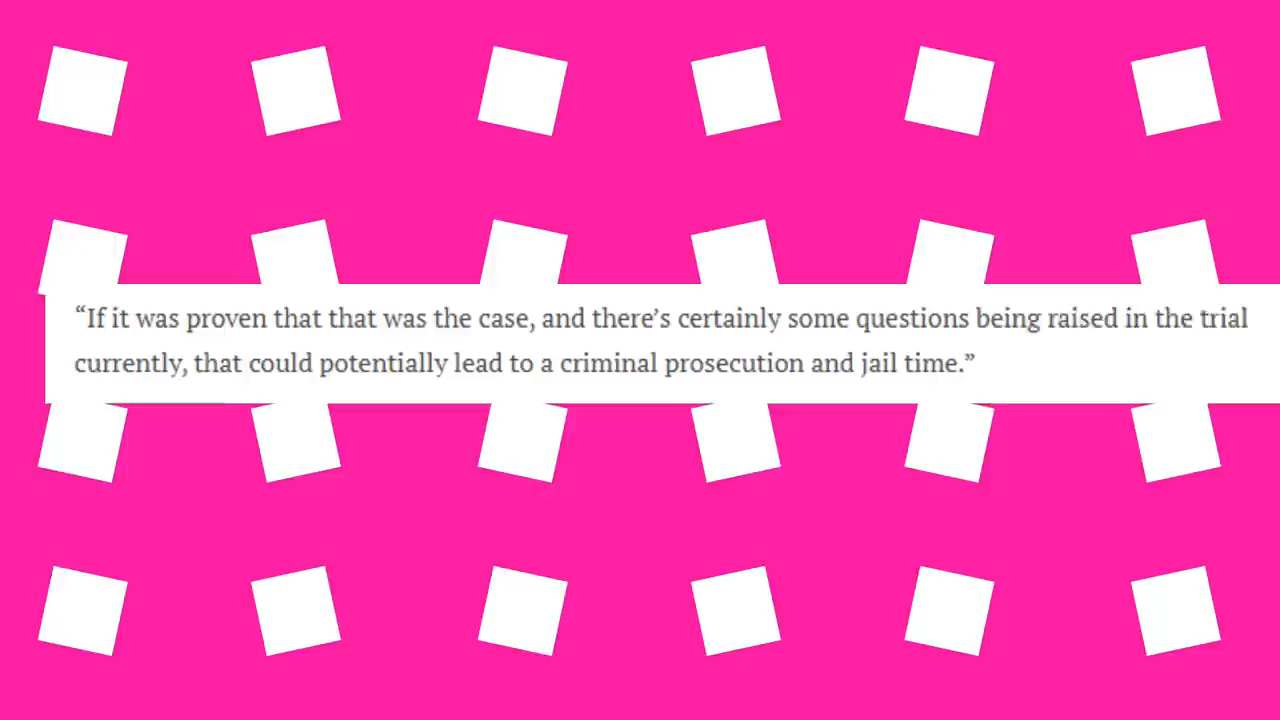 “If it was proven that that was the case, and there’s certainly some questions being raised in the trial
currently, that could potentially lead to a criminal prosecution and jail time.”